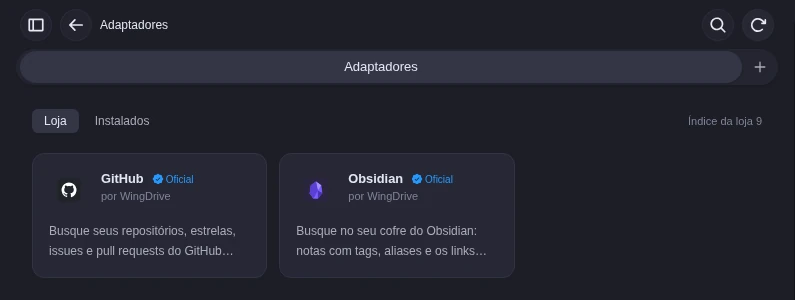 Adaptadores
Adaptadores
Loja Instalados Índice da loja 9
GitHub Oficial
por WingDrive
Busque seus repositórios, estrelas,
issues e pull requests do GitHub...
Obsidian Oficial
por WingDrive
Busque no seu cofre do Obsidian:
notas com tags, aliases e os links...